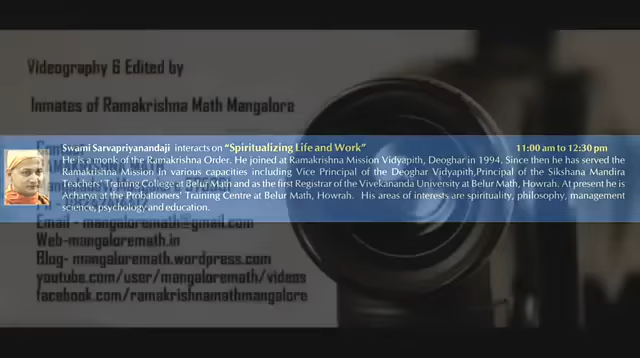 Videography & Edited by
Inmates of Ramakrishna Math Mangalore
Swami Sarvapriyanandaji interacts on "Spiritualizing Life and Work" 11:00 am to 12:30 pm
He is a monk of the Ramakrishna Order. He joined at Ramakrishna Mission Vidyapith, Deoghar in 1994. Since then he has served the
Ramakrishna Mission in various capacities including Vice Principal of the Deoghar Vidyapith,Principal of the Sikshana Mandira
Teachers' Training College at Belur Math and as the first Registrar of the Vivekananda University at Belur Math, Howrah. At present he is
Acharya at the Probationers' Training Centre at Belur Math, Howrah. His areas of interests are spirituality, philosophy, management
science, psychology and education.
Email - mangaloremath@gmail.com
Web-mangaloremath.in
Blog- mangaloremath.wordpress.com
youtube.com/user/mangaloremath/videos
facebook.com/ramakrishnamathmangalore